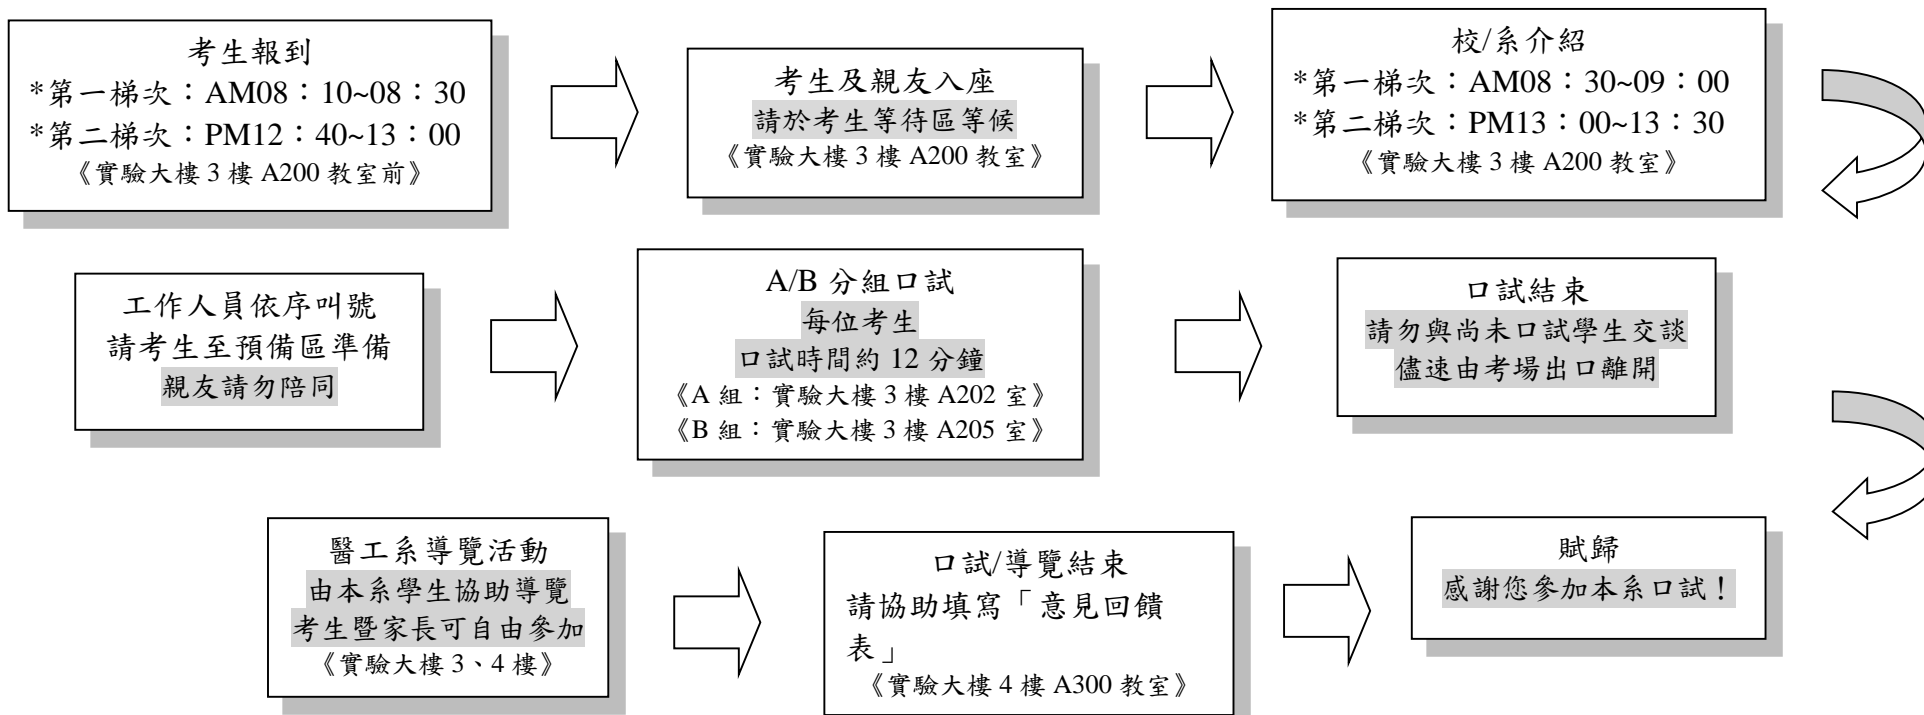 考生報到
*第一梯次：AM08：10~08：30
*第二梯次：PM12：40~13：00
《實驗大樓 3 樓 A200 教室前》
考生及親友入座
請於考生等待區等候
《實驗大樓 3 樓 A200 教室》
校/系介紹
*第一梯次：AM08：30~09：00
*第二梯次：PM13：00~13：30
《實驗大樓 3 樓 A200 教室》
工作人員依序叫號
請考生至預備區準備
親友請勿陪同
A/B 分組口試
每位考生
口試時間約 12 分鐘
《A 組：實驗大樓 3 樓 A202 室》
《B 組：實驗大樓 3 樓 A205 室》
口試結束
請勿與尚未口試學生交談
儘速由考場出口離開
醫工系導覽活動
由本系學生協助導覽
考生暨家長可自由參加
《實驗大樓 3、4 樓》
口試/導覽結束
請協助填寫「意見回饋
表」
《實驗大樓 4 樓 A300 教室》
賦歸
感謝您參加本系口試！